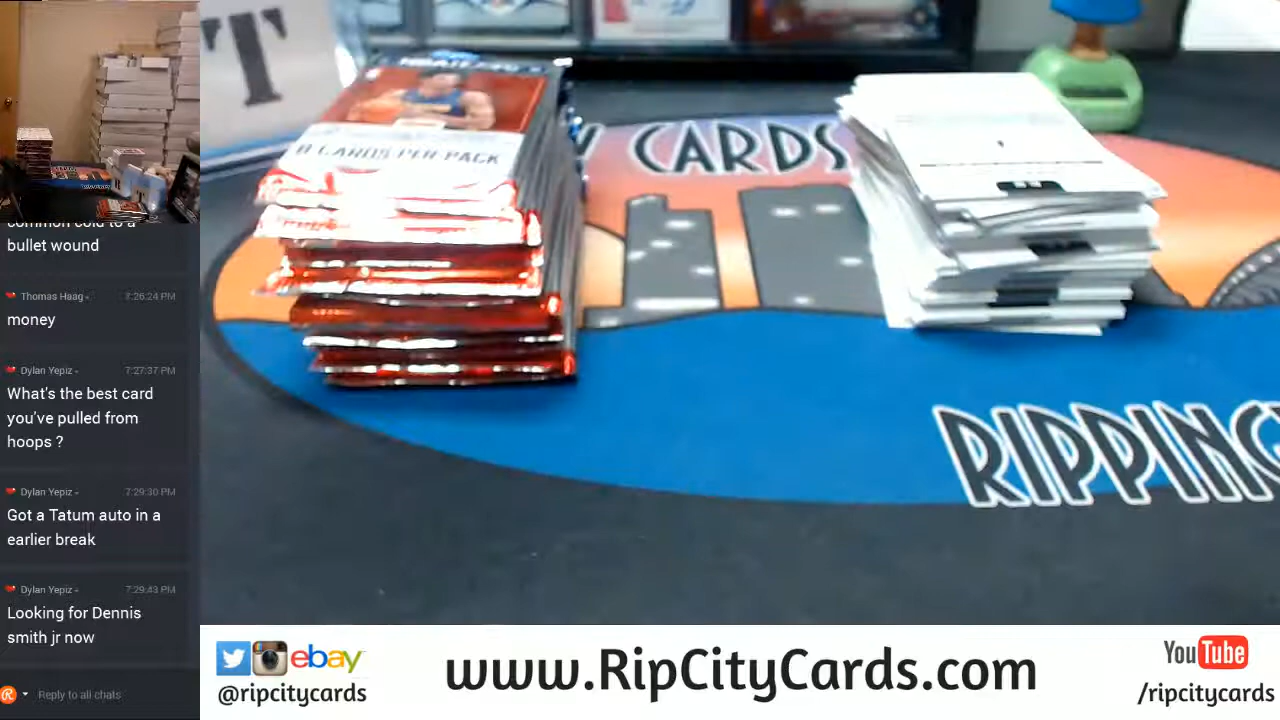 common cold to a
bullet wound
Thomas Haag
7:26:24 PM
money
Dylan Yepiz
7:27:37 PM
What's the best card
you've pulled from
hoops ?
Dylan Yepiz
7:29:30 PM
Got a Tatum auto in a
earlier break
Dylan Yepiz
7:29:43 PM
Looking for Dennis
smith jr now
Reply to all chats
T
8 CARDS PER PACK
CARDS
RIPPING
ebay
@ripcitycards
www.RipCityCards.com
YouTube
/ripcitycards